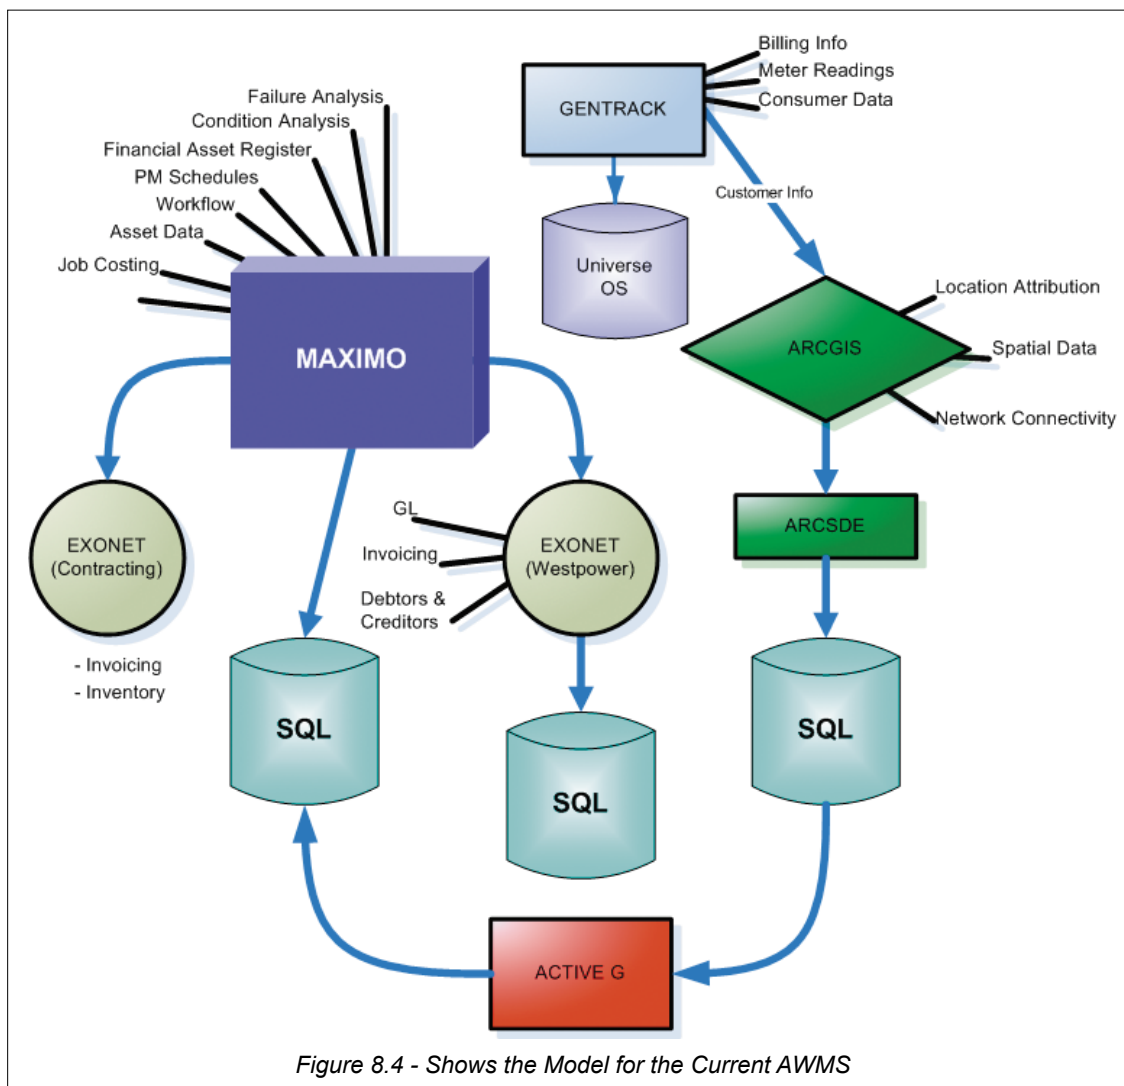 Billing Info
Meter Readings
Consumer Data
GENTRACK
Customer Info
Universe
OS
Failure Analysis
Condition Analysis
Financial Asset Register
PM Schedules
Workflow
Asset Data
Job Costing
MAXIMO
Location Attribution
ARCGIS
Spatial Data
Network Connectivity
ARCSDE
EXONET
(Contracting)
- Invoicing
- Inventory
GL
Invoicing
Debtors &
Creditors
EXONET
(Westpower)
SQL
SQL
SQL
ACTIVE G
Figure 8.4 - Shows the Model for the Current AWMS